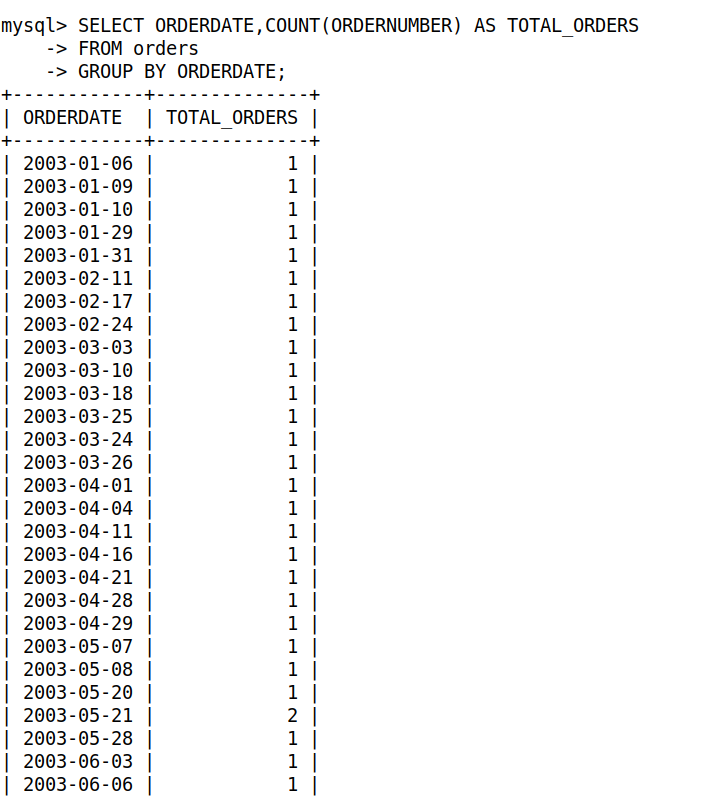 mysql> SELECT ORDERDATE,COUNT(ORDERNUMBER) AS TOTAL_ORDERS
    -> FROM orders
    -> GROUP BY ORDERDATE;
+------------+--------------+
| ORDERDATE  | TOTAL_ORDERS |
+------------+--------------+
| 2003-01-06 |            1 |
| 2003-01-09 |            1 |
| 2003-01-10 |            1 |
| 2003-01-29 |            1 |
| 2003-01-31 |            1 |
| 2003-02-11 |            1 |
| 2003-02-17 |            1 |
| 2003-02-24 |            1 |
| 2003-03-03 |            1 |
| 2003-03-10 |            1 |
| 2003-03-18 |            1 |
| 2003-03-25 |            1 |
| 2003-03-24 |            1 |
| 2003-03-26 |            1 |
| 2003-04-01 |            1 |
| 2003-04-04 |            1 |
| 2003-04-11 |            1 |
| 2003-04-16 |            1 |
| 2003-04-21 |            1 |
| 2003-04-28 |            1 |
| 2003-04-29 |            1 |
| 2003-05-07 |            1 |
| 2003-05-08 |            1 |
| 2003-05-20 |            1 |
| 2003-05-21 |            2 |
| 2003-05-28 |            1 |
| 2003-06-03 |            1 |
| 2003-06-06 |            1 |